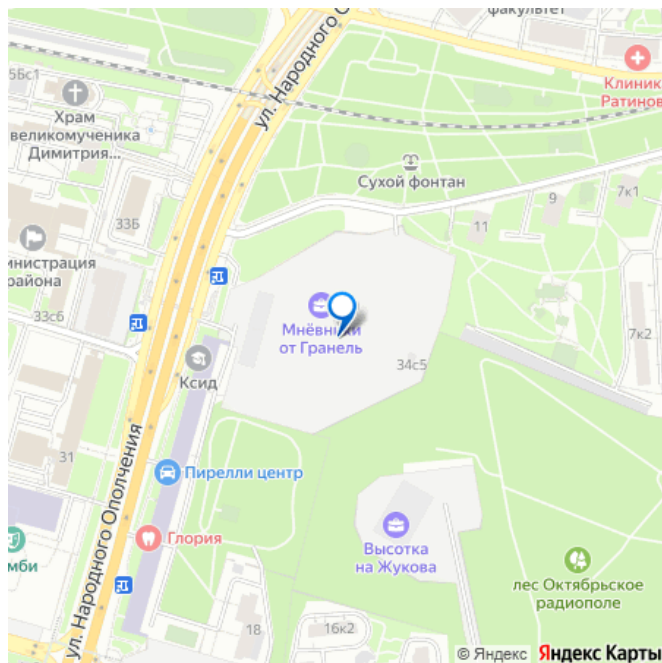 факультет
ул. Народного О
55Бс1
Храм
великомученика
Димитрия...
Клиник
Ратинов
Сухой фонтан
7к1
9
11
33Б
министрация
района
33с6
Мнёвники
от Гранель
7к2
34с5
Ксид
31
ул. Народного Ополчения
Пирелли центр
Глория
Высотка
на Жукова
мби
лес Октябрьское
радиополе
18
16к2
© Яндекс Яндекс Карты